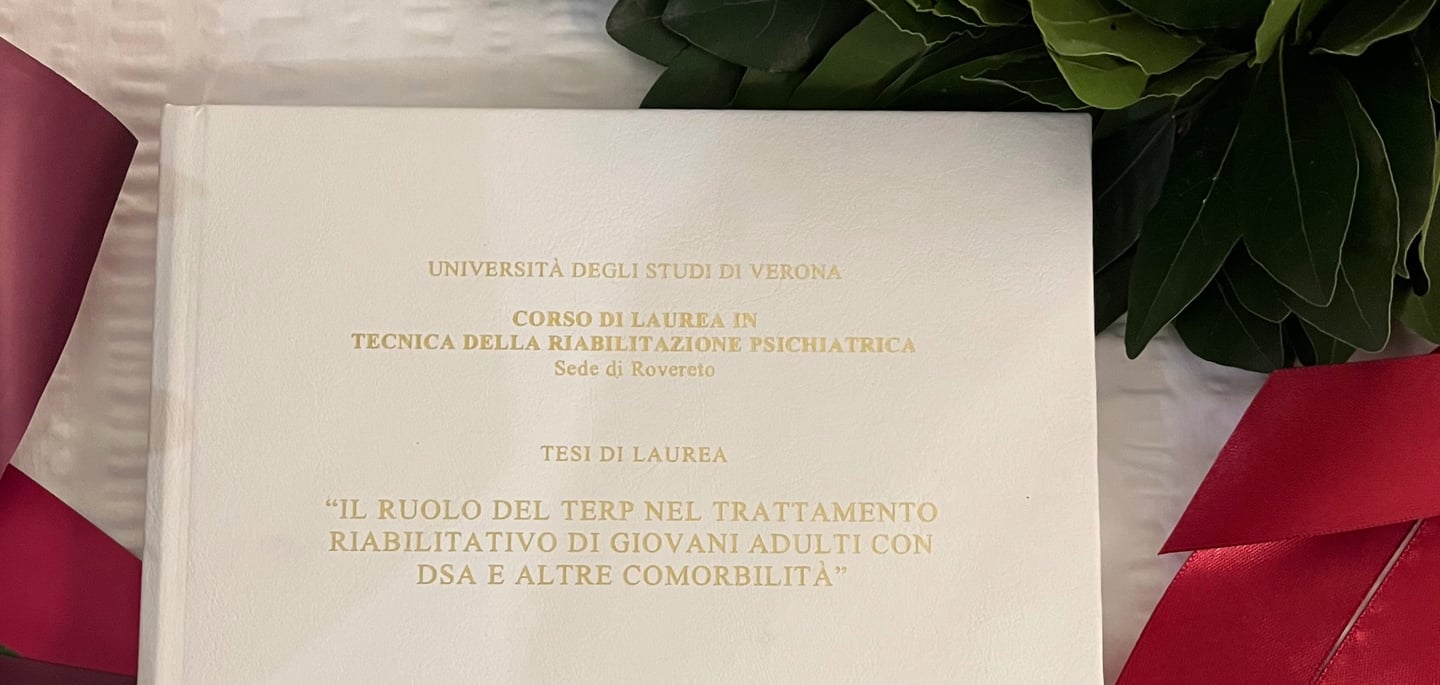 UNIVERSITÀ DEGLI STUDI DI VERONA
CORSO DI LAUREA IN
TECNICA DELLA RIABILITAZIONE PSICHIATRICA
Sede di Rovereto
TESI DI LAUREA
“IL RUOLO DEL TERP NEL TRATTAMENTO
RIABILITATIVO DI GIOVANI ADULTI CON
DSA E ALTRE COMORBILITÀ”